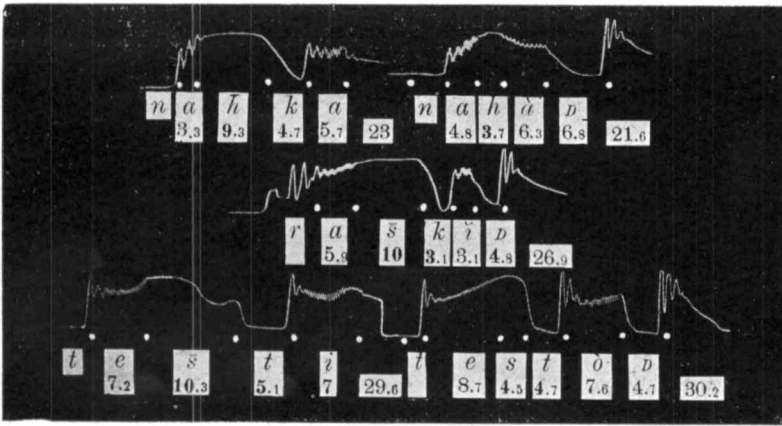 n a h̄ k a n a h à ᴅ
3.3 9.3 4.7 5.7 23 4.8 3.7 6.3 6.8 21.6
r a s̄ k ĭ ᴅ
5.9 10 3.1 3.1 4.8 26.9
t e s̄ t i t e s t ò ᴅ
7.2 10.3 5.1 7 29.6 8.7 4.5 4.7 7.6 4.7 30.2